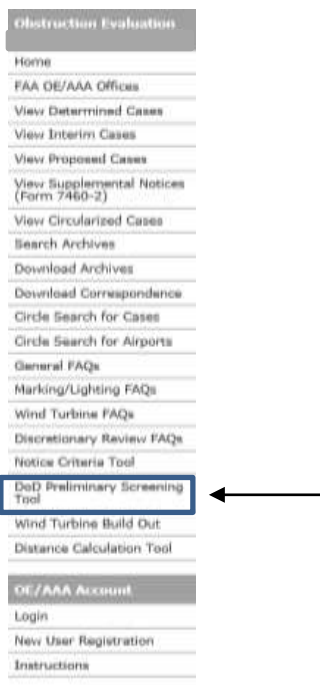 Obstruction Evaluation
Home
FAA OE/AAA Offices
View Determined Cases
View Interim Cases
View Proposed Cases
View Supplemental Notices
(Form 7460-2)
View Circularized Cases
Search Archives
Download Archives
Download Correspondence
Circle Search for Cases
Circle Search for Airports
General FAQs
Marking/Lighting FAQs
Wind Turbine FAQs
Discretionary Review FAQs
Notice Criteria Tool
DoD Preliminary Screening
Tool
Wind Turbine Build Out
Distance Calculation Tool
OE/AAA Account
Login
New User Registration
Instructions